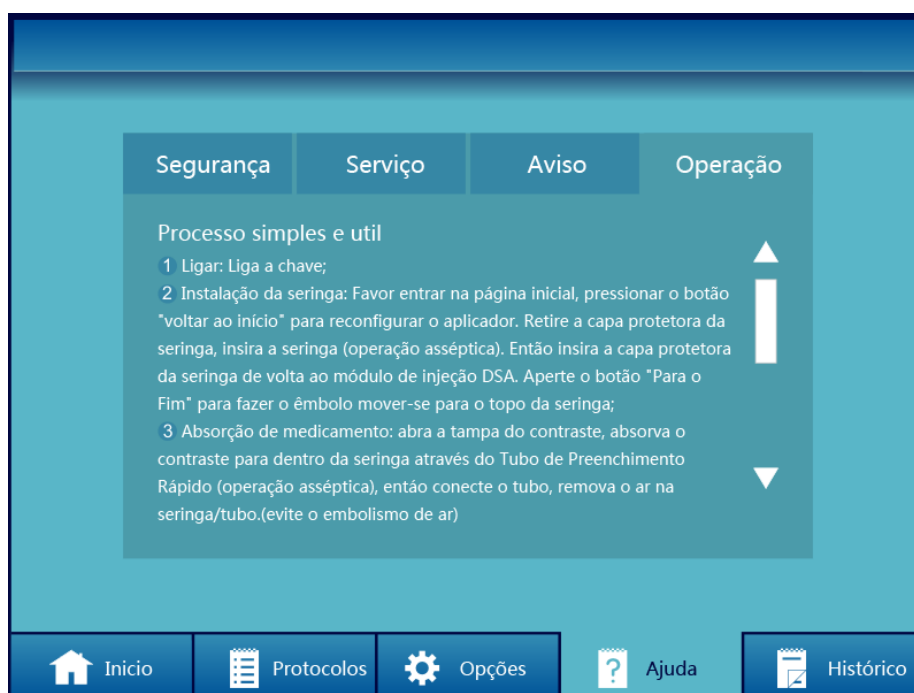 Segurança Serviço Aviso Operação
Processo simples e util
1 Ligar: Liga a chave;
2 Instalação da seringa: Favor entrar na página inicial, pressionar o botão
"voltar ao início" para reconfigurar o aplicador. Retire a capa protetora da
seringa, insira a seringa (operação asséptica). Então insira a capa protetora
da seringa de volta ao módulo de injeção DSA. Aperte o botão "Para o
Fim" para fazer o êmbolo mover-se para o topo da seringa;
3 Absorção de medicamento: abra a tampa do contraste, absorva o
contraste para dentro da seringa através do Tubo de Preenchimento
Rápido (operação asséptica), entáo conecte o tubo, remova o ar na
seringa/tubo.(evite o embolismo de ar)
Inicio Protocolos Opções ? Ajuda Histórico